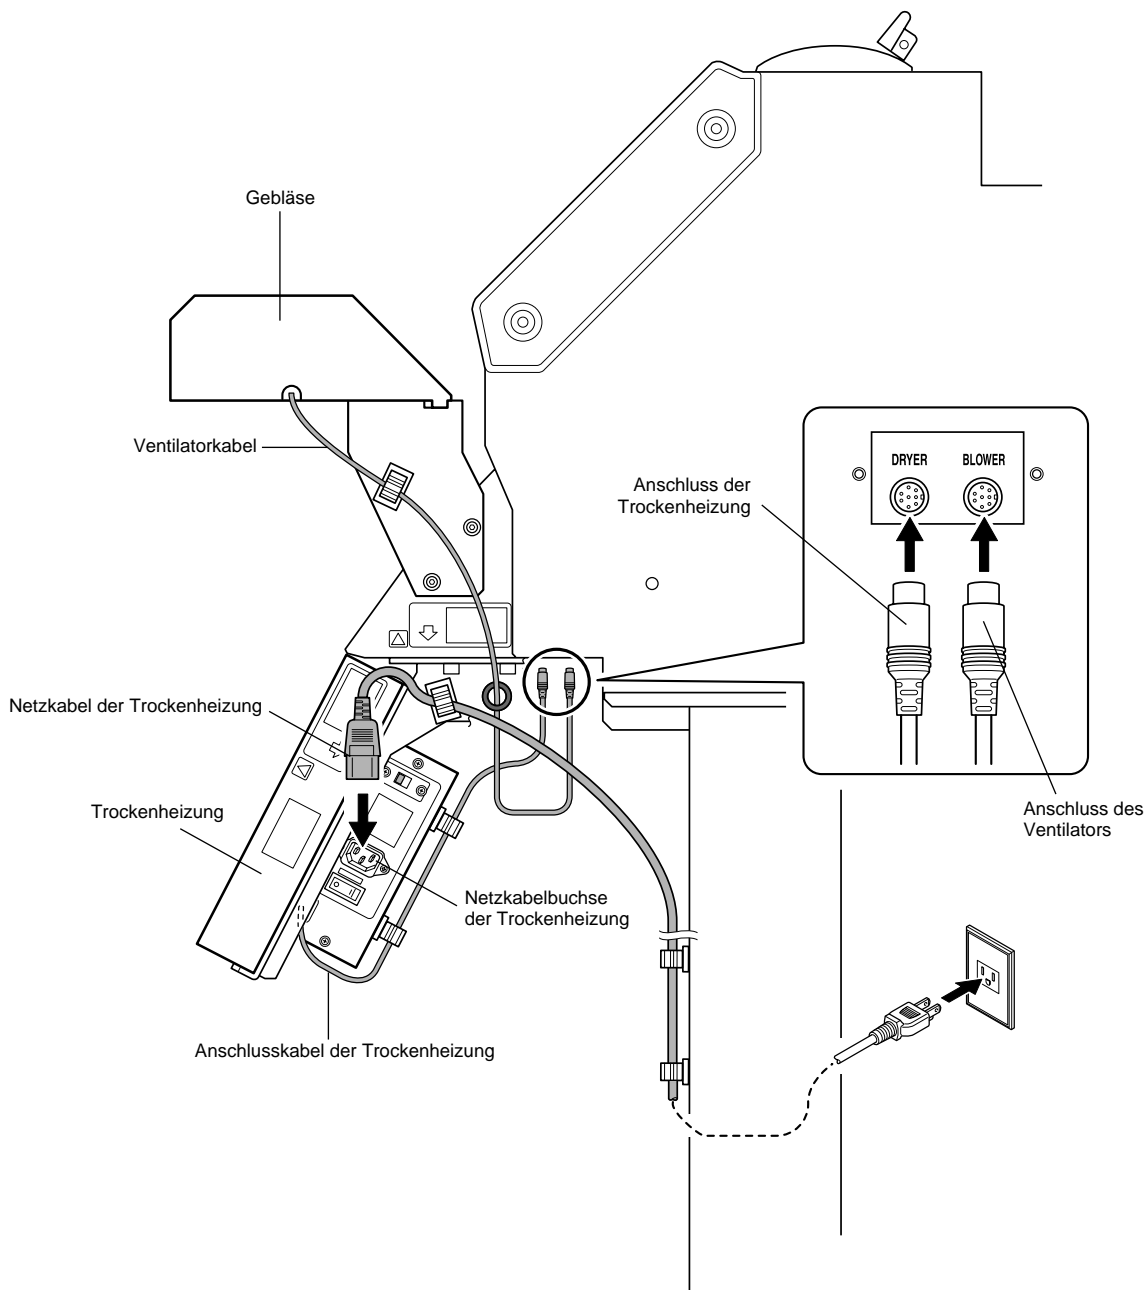 Gebläse
Ventilatorkabel
DRYER
BLOWER
Anschluss der
Trockenheizung
Netzkabel der Trockenheizung
Trockenheizung
Anschluss des
Ventilators
Netzkabelbuchse
der Trockenheizung
Anschlusskabel der Trockenheizung